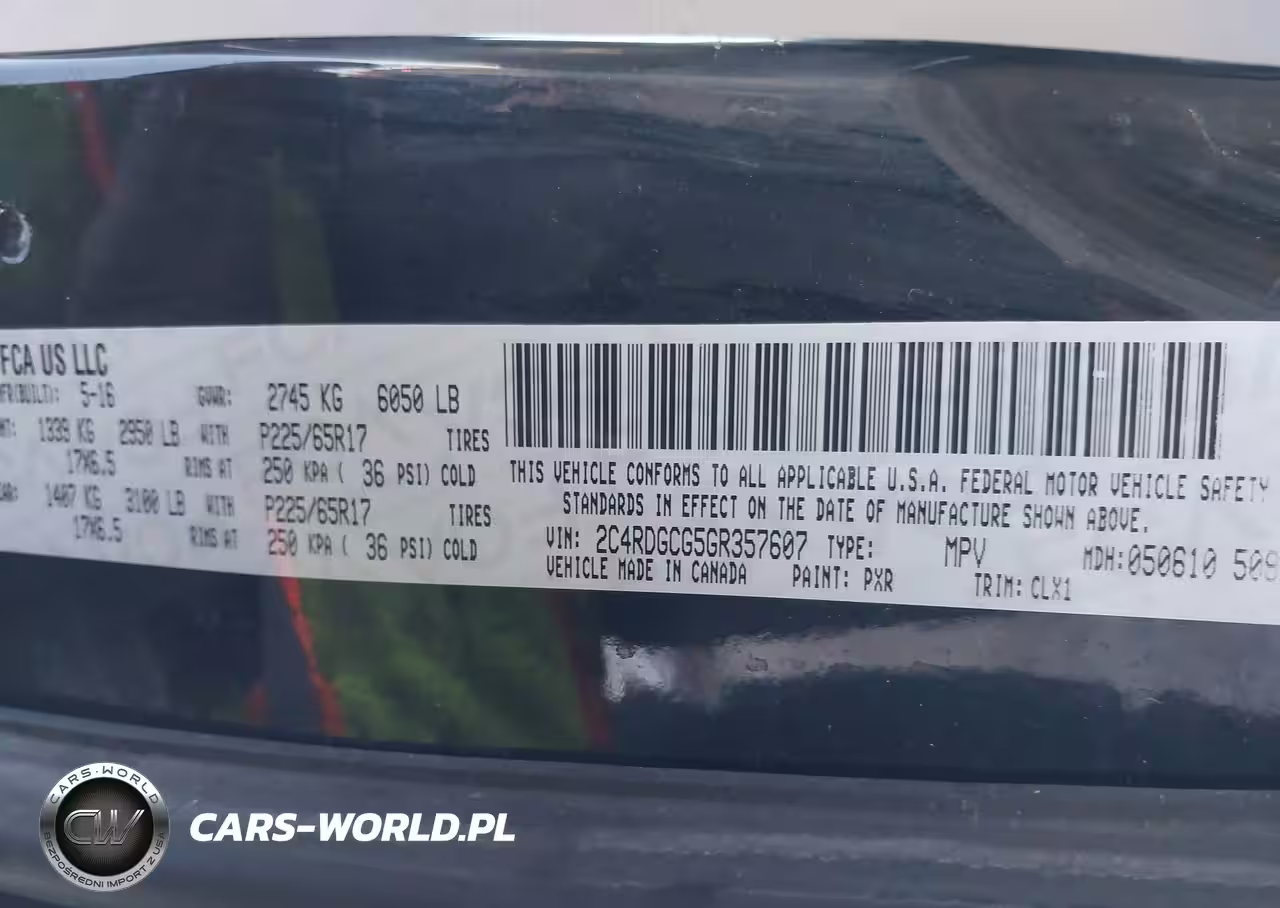 FCA US LLC
5-16 GVWR: 2745 KG 6050 LB
1339 KG 2950 LB WITH P225/65R17 TIRES
17X6.5 RIMS AT 250 KPA ( 36 PSI) COLD
1407 KG 3100 LB WITH P225/65R17 TIRES
17X6.5 RIMS AT 250 KPA ( 36 PSI) COLD
THIS VEHICLE CONFORMS TO ALL APPLICABLE U.S.A. FEDERAL MOTOR VEHICLE SAFETY
STANDARDS IN EFFECT ON THE DATE OF MANUFACTURE SHOWN ABOVE.
VIN: 2C4RDGCG5GR357607 TYPE: MPV MDH: 050610 509
VEHICLE MADE IN CANADA PAINT: PXR TRIM: CLX1
CARS-WORLD
CW
BEZPOŚREDNI IMPORT Z USA
CARS-WORLD.PL